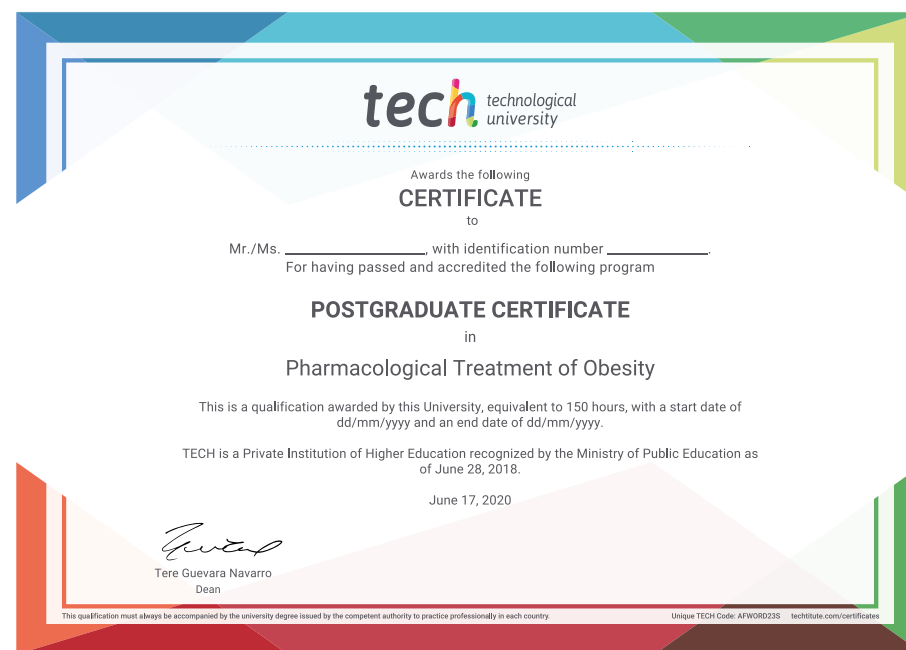 tech technological
university
Awards the following
CERTIFICATE
to
Mr./Ms. ____________________, with identification number ______________.
For having passed and accredited the following program
POSTGRADUATE CERTIFICATE
in
Pharmacological Treatment of Obesity
This is a qualification awarded by this University, equivalent to 150 hours, with a start date of
dd/mm/yyyy and an end date of dd/mm/yyyy.
TECH is a Private Institution of Higher Education recognized by the Ministry of Public Education as
of June 28, 2018.
June 17, 2020
Tere Guevara Navarro
Dean
This qualification must always be accompanied by the university degree issued by the competent authority to practice professionally in each country.
Unique TECH Code: AFWORD23S techtitute.com/certificates